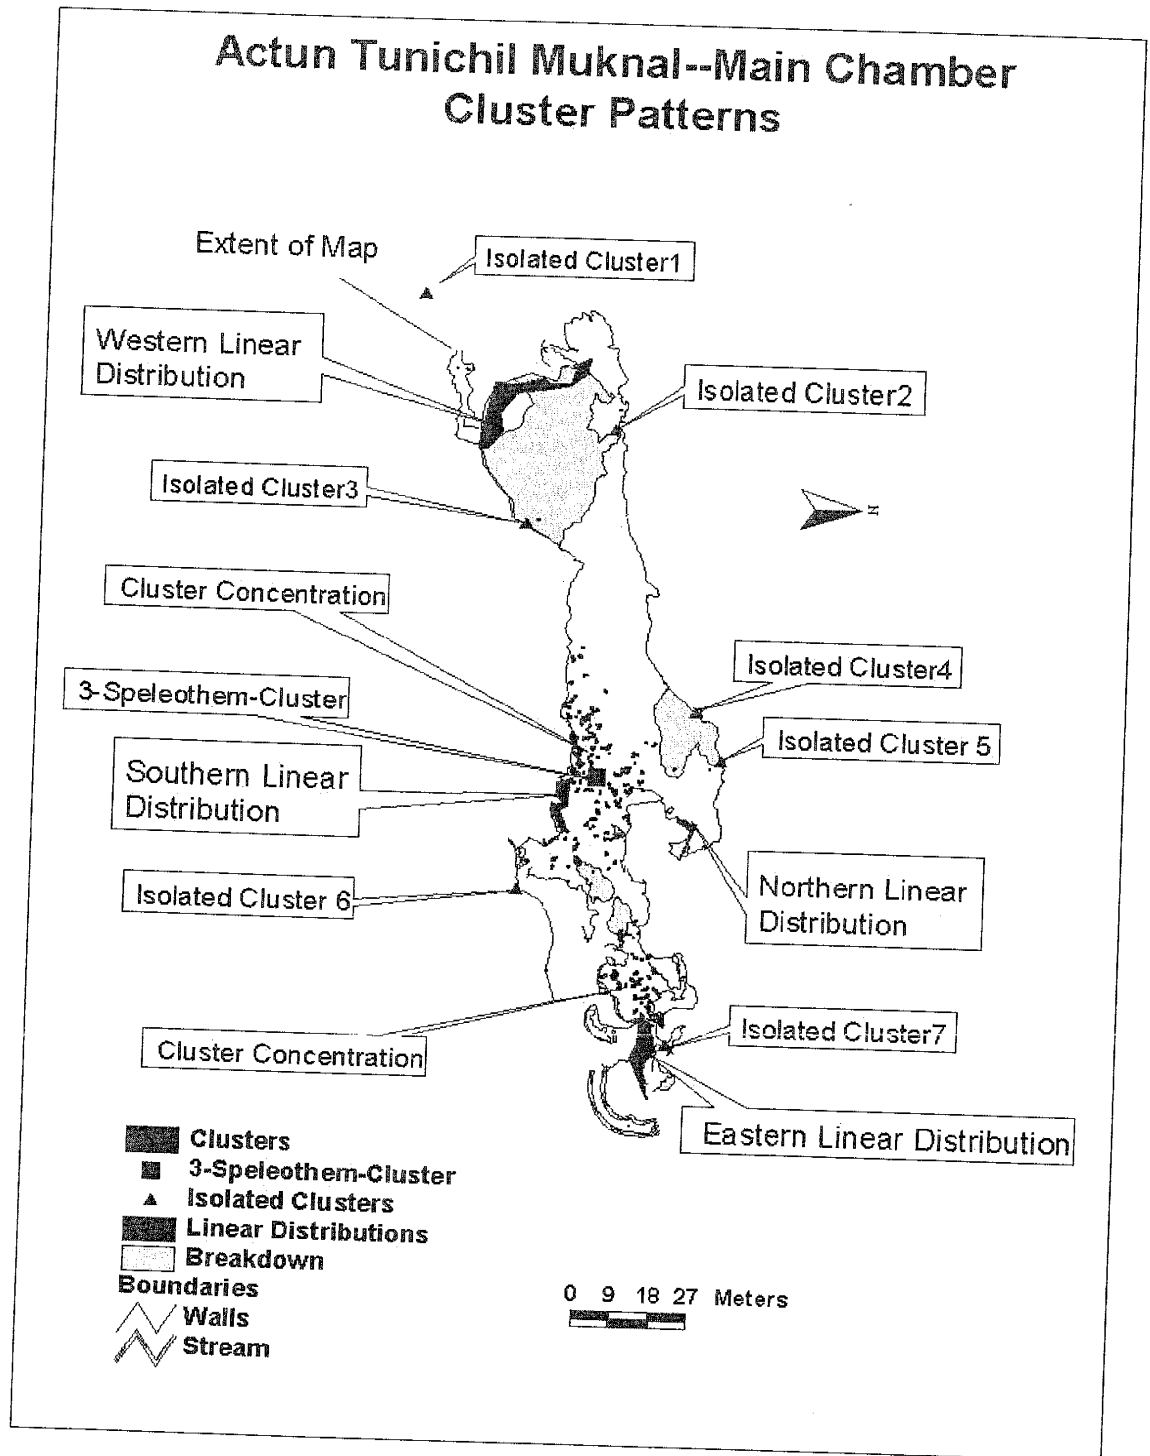 Actun Tunichil Muknal--Main Chamber
Cluster Patterns
Extent of Map
Isolated Cluster1
Western Linear
Distribution
Isolated Cluster2
Isolated Cluster3
N
Cluster Concentration
Isolated Cluster4
3-Speleothem-Cluster
Isolated Cluster 5
Southern Linear
Distribution
Isolated Cluster 6
Northern Linear
Distribution
Isolated Cluster7
Cluster Concentration
Eastern Linear Distribution
Clusters
3-Speleothem-Cluster
Isolated Clusters
Linear Distributions
Breakdown
Boundaries
Walls
Stream
0 9 18 27 Meters